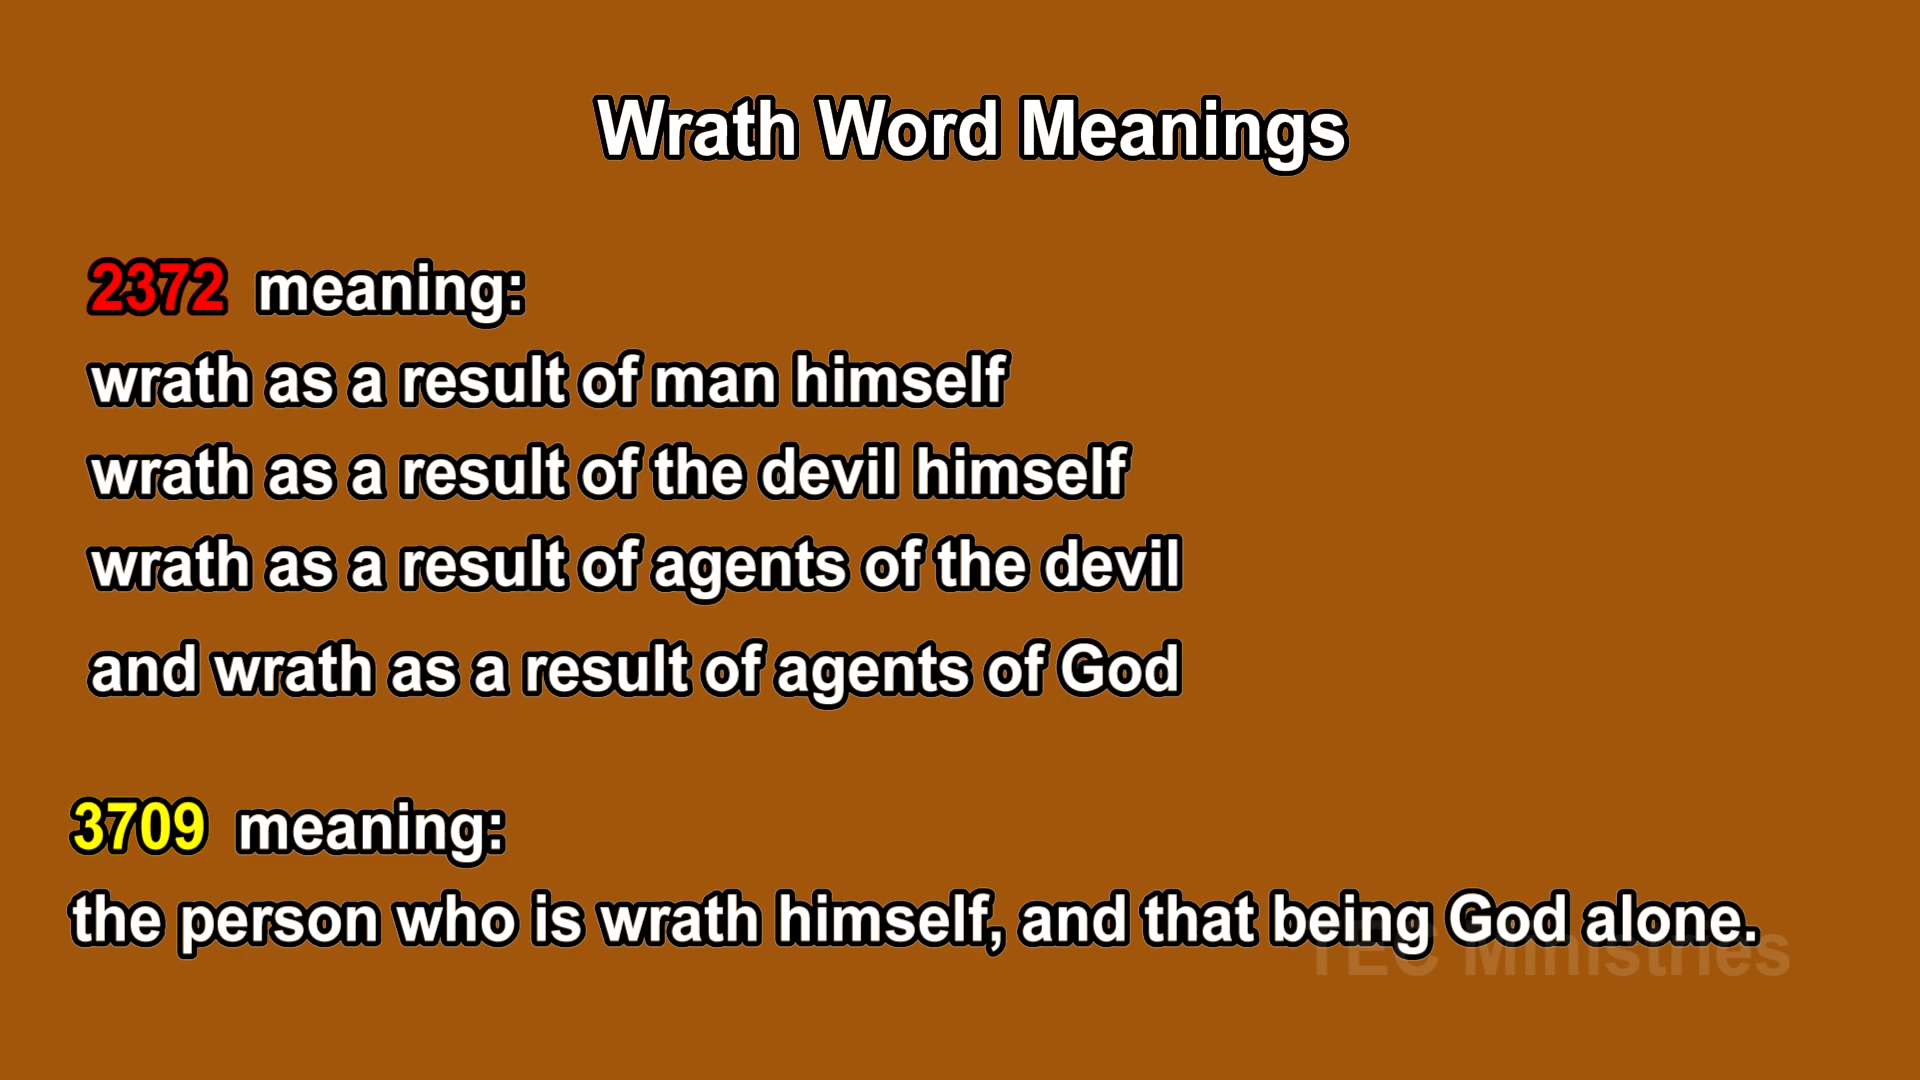 Wrath Word Meanings
2372 meaning:
wrath as a result of man himself
wrath as a result of the devil himself
wrath as a result of agents of the devil
and wrath as a result of agents of God
3709 meaning:
the person who is wrath himself, and that being God alone.
TEC Ministries